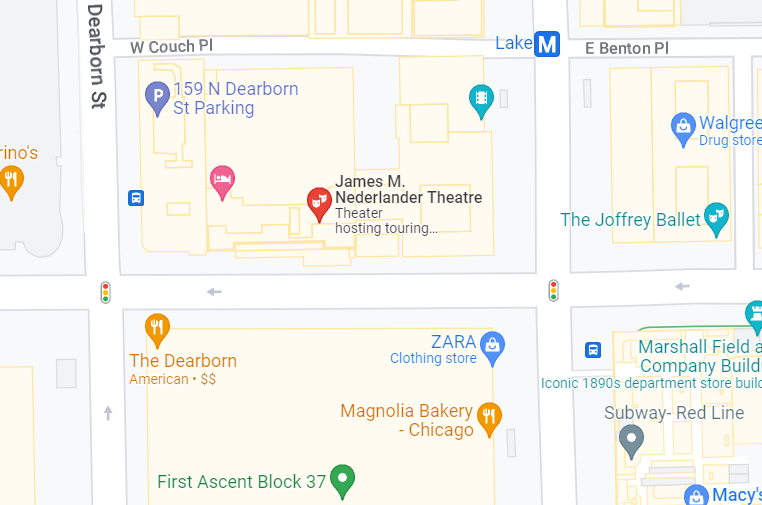 Dearborn St
W Couch Pl
Lake
M
E Benton Pl
P
159 N Dearborn
St Parking
Walgree
Drug store
rino's
James M.
Nederlander Theatre
Theater
hosting touring...
The Joffrey Ballet
The Dearborn
American • $$
ZARA
Clothing store
Marshall Field a
Company Build
Iconic 1890s department store build
Magnolia Bakery
- Chicago
Subway- Red Line
First Ascent Block 37
Macy's